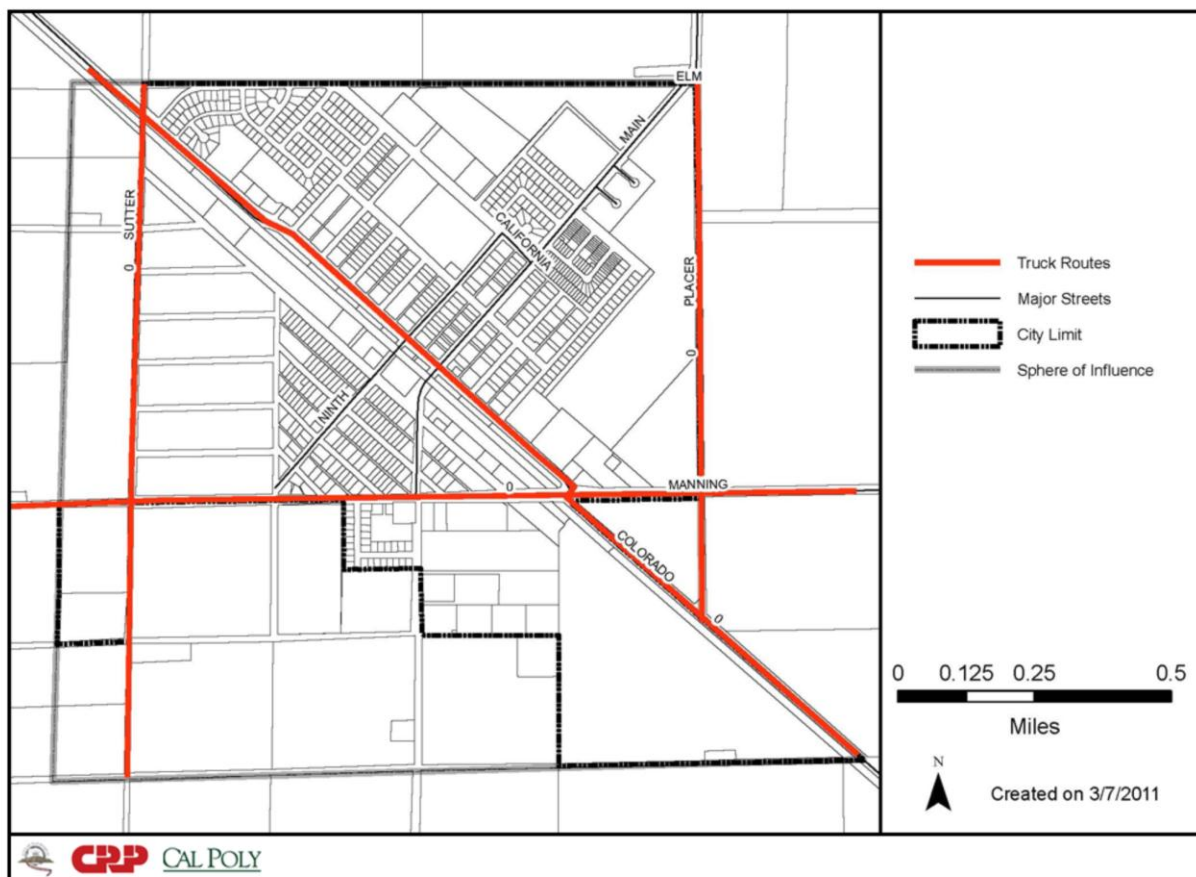 ELM
MAIN
SUTTER
0
CALIFORNIA
PLACER
0
NINTH
0
MANNING
COLORADO
0
Truck Routes
Major Streets
City Limit
Sphere of Influence
0 0.125 0.25 0.5
Miles
N
Created on 3/7/2011
CRP CAL POLY